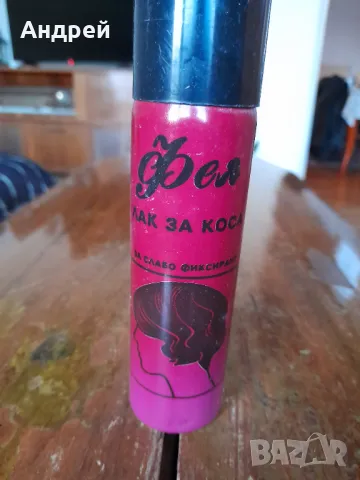 Андрей
Фея
ЛАК ЗА КОСА
ЗА СЛАБО ФИКСИРАНЕ
BAZAR